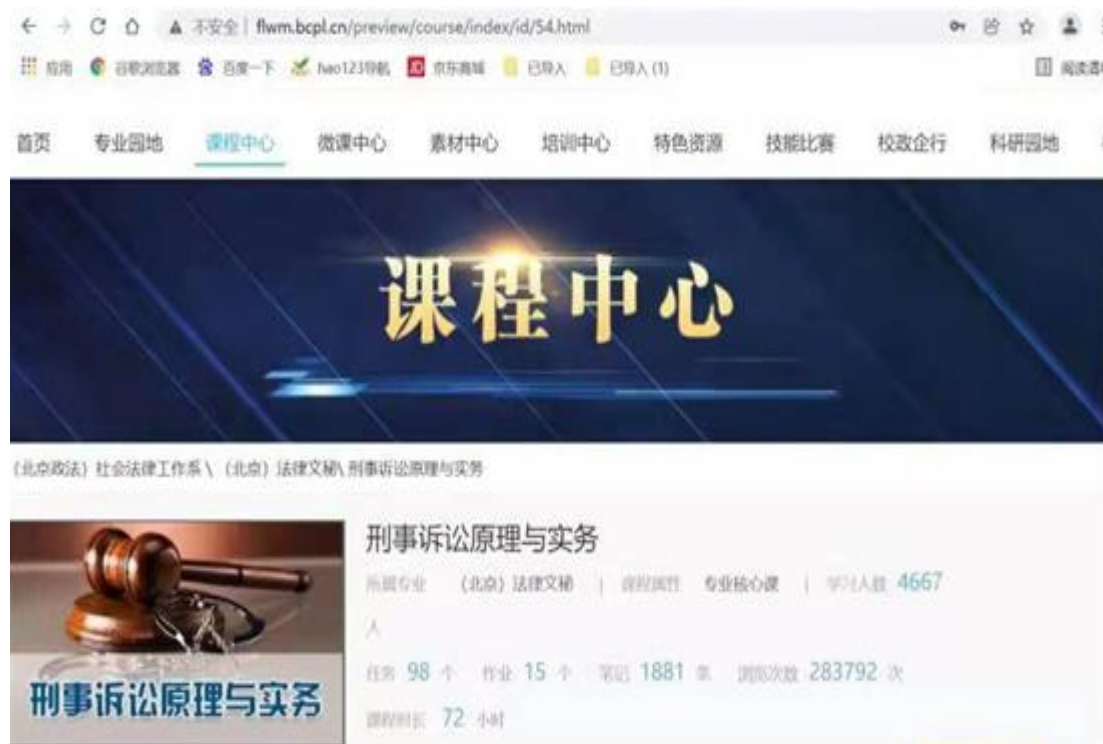 不安全 | flwm.bcpl.cn/preview/course/index/id/54.html
应用 谷歌浏览器 百度一下 hao123导航 JD 京东商城 已导入 已导入 (1) 阅读清单
首页 专业园地 课程中心 微课中心 素材中心 培训中心 特色资源 技能比赛 校政企行 科研园地
课程中心
(北京政法) 社会法律工作系 \ (北京) 法律文秘\ 刑事诉讼原理与实务
刑事诉讼原理与实务
所属专业 (北京) 法律文秘 | 课程属性 专业核心课 | 学习人数 4667
人
任务 98 个 作业 15 个 笔记 1881 条 浏览次数 283792 次
课程时长 72 小时
刑事诉讼原理与实务